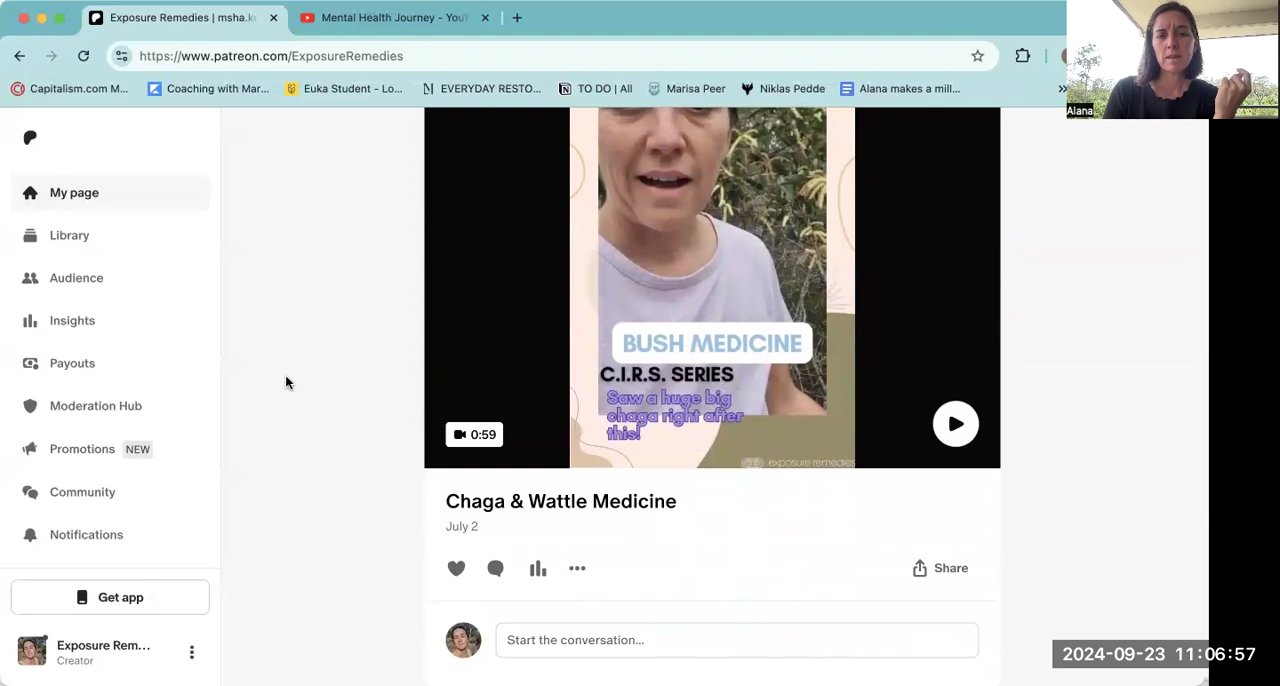 Exposure Remedies | msha.ke
Mental Health Journey - YouT
https://www.patreon.com/ExposureRemedies
Capitalism.com M...
Coaching with Mar...
Euka Student - Lo...
EVERYDAY RESTO...
TO DO | All
Marisa Peer
Niklas Pedde
Alana makes a mill...
»
Alana
My page
Library
Audience
Insights
Payouts
Moderation Hub
Promotions NEW
Community
Notifications
Get app
Exposure Rem...
Creator
BUSH MEDICINE
C.I.R.S. SERIES
Saw a huge big
chaga right after
this!
0:59
exposure remedies
Chaga & Wattle Medicine
July 2
Share
Start the conversation...
2024-09-23 11:06:57